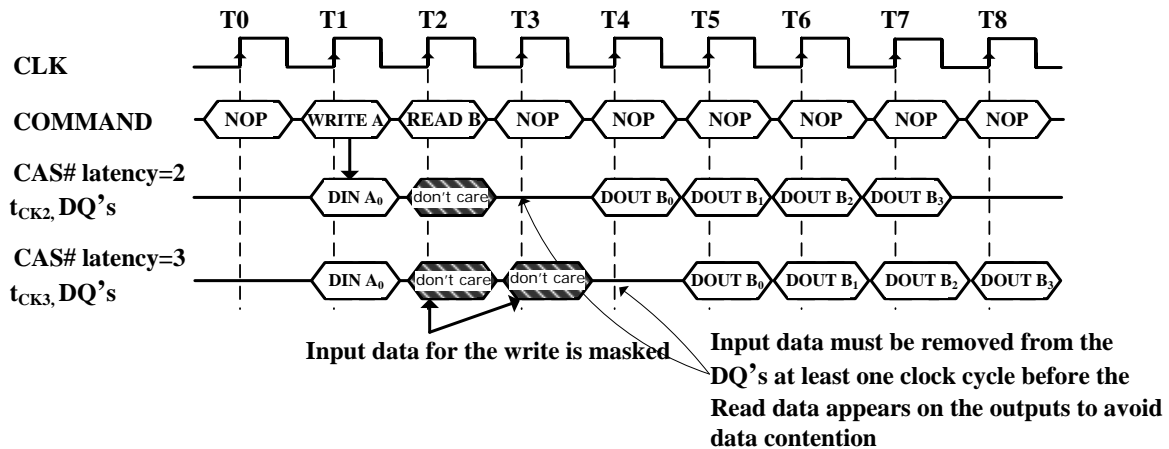 T0 T1 T2 T3 T4 T5 T6 T7 T8
CLK
COMMAND NOP WRITE A READ B NOP NOP NOP NOP NOP NOP
CAS# latency=2
tCK2, DQ's DIN A0 don't care DOUT B0 DOUT B1 DOUT B2 DOUT B3
CAS# latency=3
tCK3, DQ's DIN A0 don't care don't care DOUT B0 DOUT B1 DOUT B2 DOUT B3
Input data for the write is masked
Input data must be removed from the
DQ's at least one clock cycle before the
Read data appears on the outputs to avoid
data contention